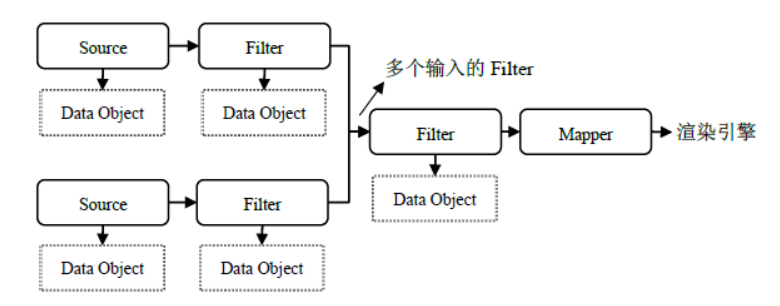 Source
Filter
多个输入的 Filter
Data Object
Data Object
Filter
Mapper
渲染引擎
Source
Filter
Data Object
Data Object
Data Object